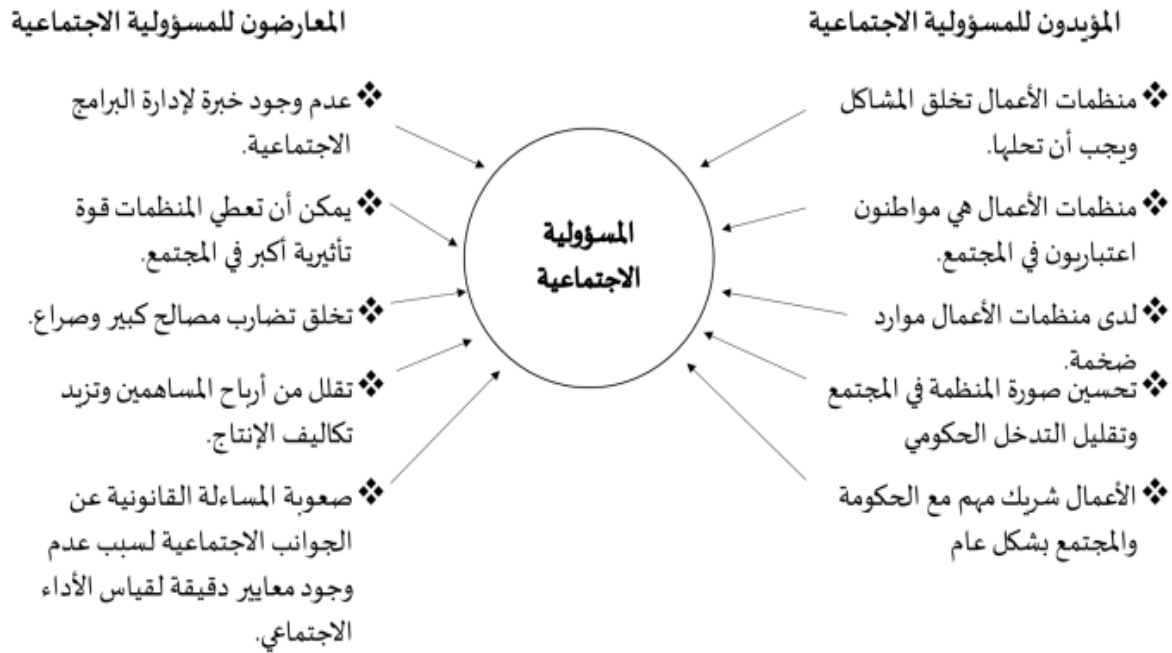 المؤيدون للمسؤولية الاجتماعية
❖ منظمات الأعمال تخلق المشاكل
ويجب أن تحلها.
❖ منظمات الأعمال هي مواطنون
اعتباريون في المجتمع.
❖ لدى منظمات الأعمال موارد
ضخمة.
❖ تحسين صورة المنظمة في المجتمع
وتقليل التدخل الحكومي
❖ الأعمال شريك مهم مع الحكومة
والمجتمع بشكل عام
المسؤولية
الاجتماعية
المعارضون للمسؤولية الاجتماعية
❖ عدم وجود خبرة لإدارة البرامج
الاجتماعية.
❖ يمكن أن تعطي المنظمات قوة
تأثيرية أكبر في المجتمع.
❖ تخلق تضارب مصالح كبير وصراع.
❖ تقلل من أرباح المساهمين وتزيد
تكاليف الإنتاج.
❖ صعوبة المساءلة القانونية عن
الجوانب الاجتماعية لسبب عدم
وجود معايير دقيقة لقياس الأداء
الاجتماعي.